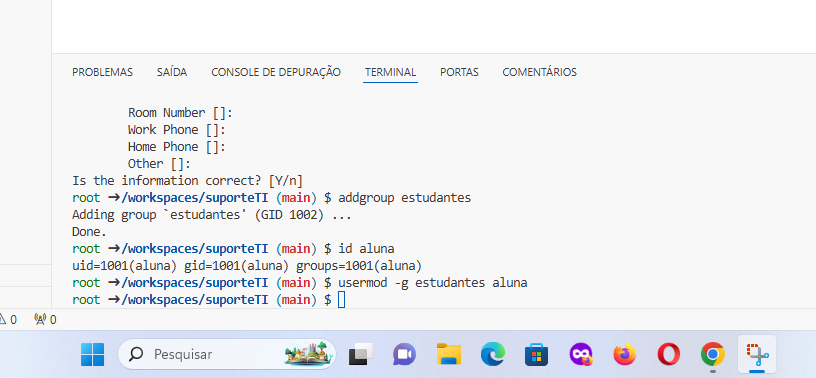 PROBLEMAS SAÍDA CONSOLE DE DEPURAÇÃO TERMINAL PORTAS COMENTÁRIOS
Room Number []:
Work Phone []:
Home Phone []:
Other []:
Is the information correct? [Y/n]
root ➜/workspaces/suporteTI (main) $ addgroup estudantes
Adding group `estudantes' (GID 1002) ...
Done.
root ➜/workspaces/suporteTI (main) $ id aluna
uid=1001(aluna) gid=1001(aluna) groups=1001(aluna)
root ➜/workspaces/suporteTI (main) $ usermod -g estudantes aluna
root ➜/workspaces/suporteTI (main) $
0 0
Pesquisar